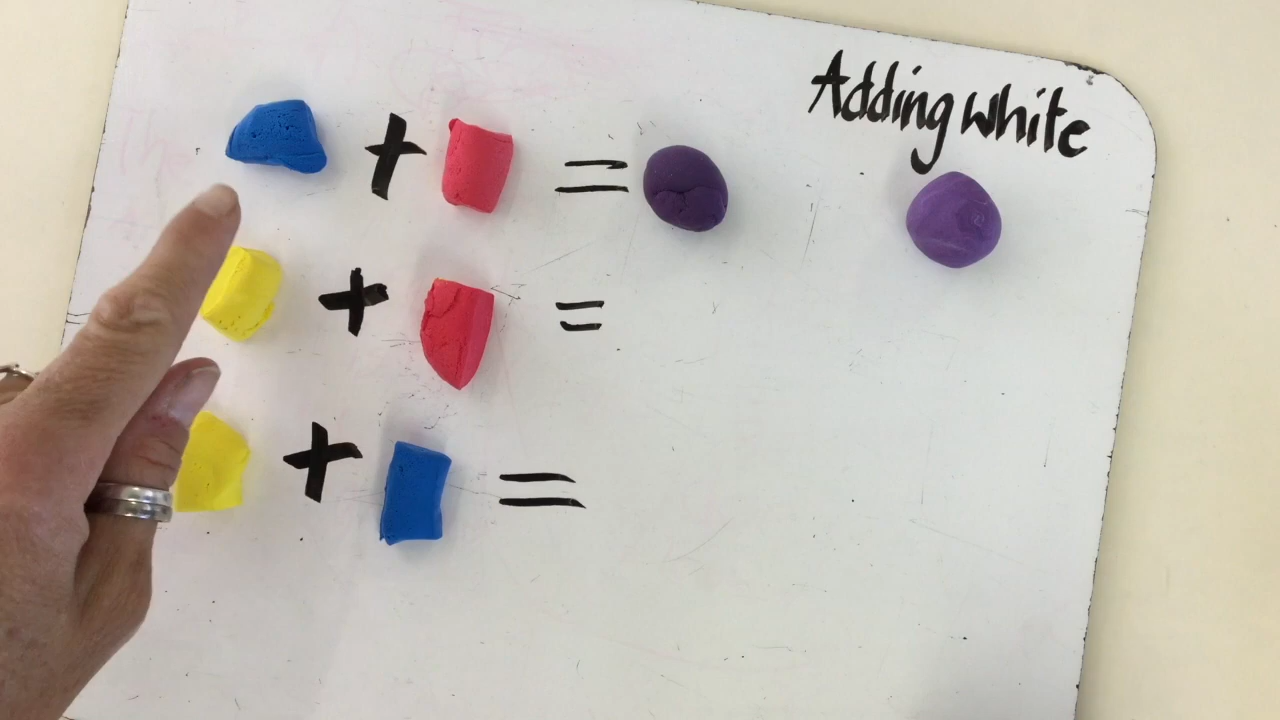 Adding white
+ =
+ =
+ =